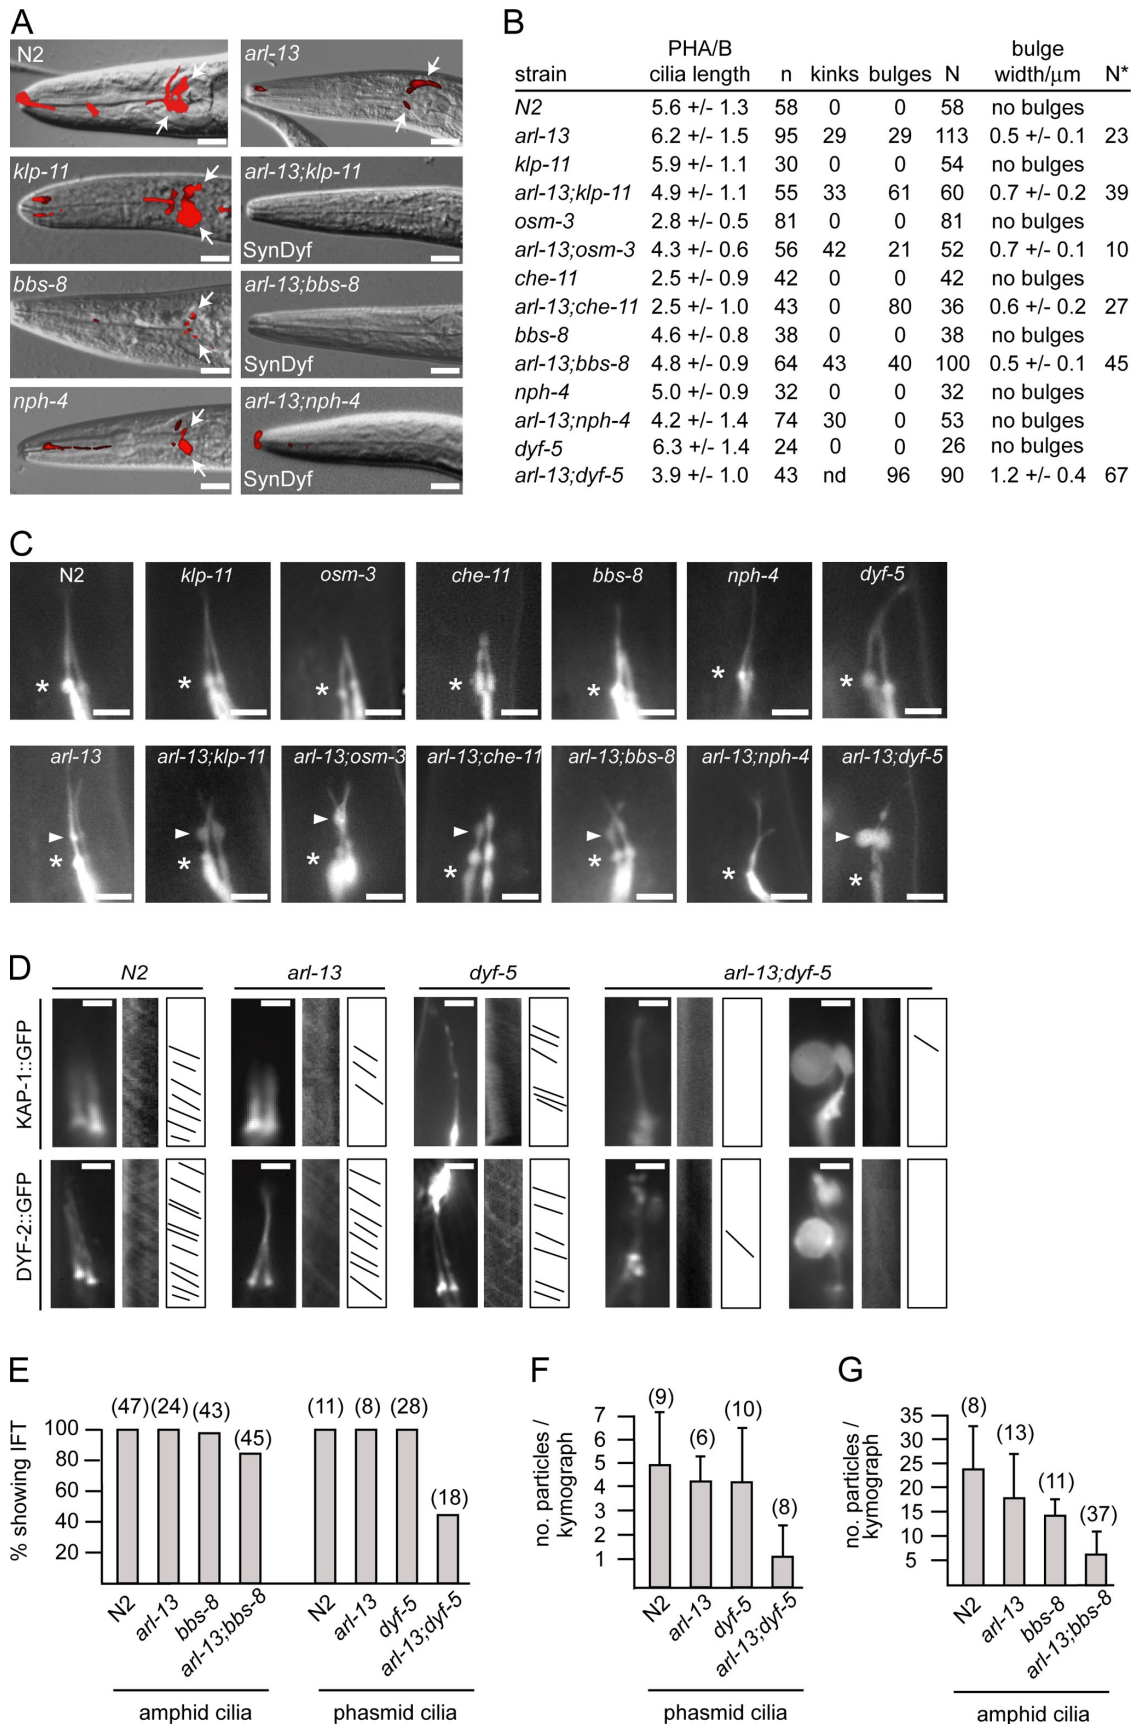 A
N2
arl-13
klp-11
arl-13;klp-11
SynDyf
bbs-8
arl-13;bbs-8
SynDyf
nph-4
arl-13;nph-4
SynDyf
B
PHA/B bulge
strain cilia length n kinks bulges N width/μm N*
N2 5.6 +/- 1.3 58 0 0 58 no bulges
arl-13 6.2 +/- 1.5 95 29 29 113 0.5 +/- 0.1 23
klp-11 5.9 +/- 1.1 30 0 0 54 no bulges
arl-13;klp-11 4.9 +/- 1.1 55 33 61 60 0.7 +/- 0.2 39
osm-3 2.8 +/- 0.5 81 0 0 81 no bulges
arl-13;osm-3 4.3 +/- 0.6 56 42 21 52 0.7 +/- 0.1 10
che-11 2.5 +/- 0.9 42 0 0 42 no bulges
arl-13;che-11 2.5 +/- 1.0 43 0 80 36 0.6 +/- 0.2 27
bbs-8 4.6 +/- 0.8 38 0 0 38 no bulges
arl-13;bbs-8 4.8 +/- 0.9 64 43 40 100 0.5 +/- 0.1 45
nph-4 5.0 +/- 0.9 32 0 0 32 no bulges
arl-13;nph-4 4.2 +/- 1.4 74 30 0 53 no bulges
dyf-5 6.3 +/- 1.4 24 0 0 26 no bulges
arl-13;dyf-5 3.9 +/- 1.0 43 nd 96 90 1.2 +/- 0.4 67
C
N2 klp-11 osm-3 che-11 bbs-8 nph-4 dyf-5
* * * * * * *
arl-13 arl-13;klp-11 arl-13;osm-3 arl-13;che-11 arl-13;bbs-8 arl-13;nph-4 arl-13;dyf-5
* * * * * * *
D
N2 arl-13 dyf-5 arl-13;dyf-5
KAP-1::GFP
DYF-2::GFP
E
% showing IFT
100
80
60
40
20
(47) (24) (43) (45) (11) (8) (28) (18)
N2 arl-13 bbs-8 arl-13;bbs-8 N2 arl-13 dyf-5 arl-13;dyf-5
amphid cilia phasmid cilia
F
no. particles /
kymograph
7
6
5
4
3
2
1
(9) (6) (10) (8)
N2 arl-13 dyf-5 arl-13;dyf-5
phasmid cilia
G
no. particles /
kymograph
35
30
25
20
15
10
5
(8) (13) (11) (37)
N2 arl-13 bbs-8 arl-13;bbs-8
amphid cilia